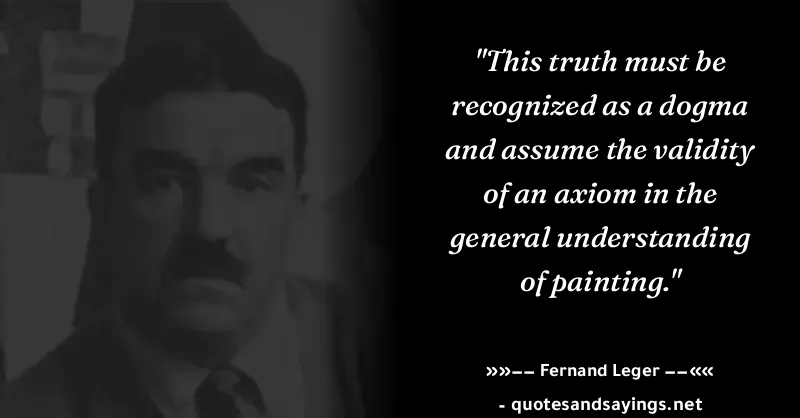 "This truth must be
recognized as a dogma
and assume the validity
of an axiom in the
general understanding
of painting."
»»–– Fernand Leger ––««
- quotesandsayings.net